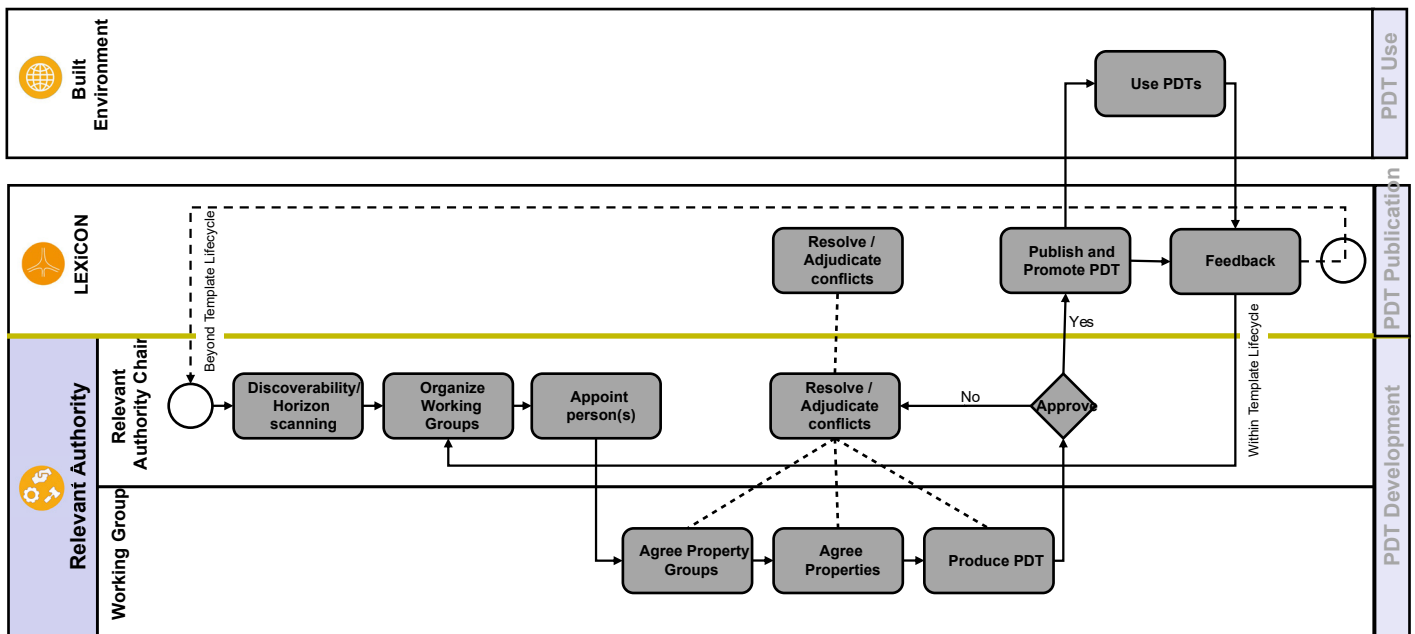 Built
Environment
Use PDTs
PDT Use
LEXiCON
Beyond Template Lifecycle
Resolve /
Adjudicate
conflicts
Publish and
Promote PDT
Feedback
PDT Publication
Yes
Within Template Lifecycle
Relevant Authority
Relevant
Authority Chair
Discoverability/
Horizon
scanning
Organize
Working
Groups
Appoint
person(s)
Resolve /
Adjudicate
conflicts
No
Approve
Working Group
Agree Property
Groups
Agree
Properties
Produce PDT
PDT Development